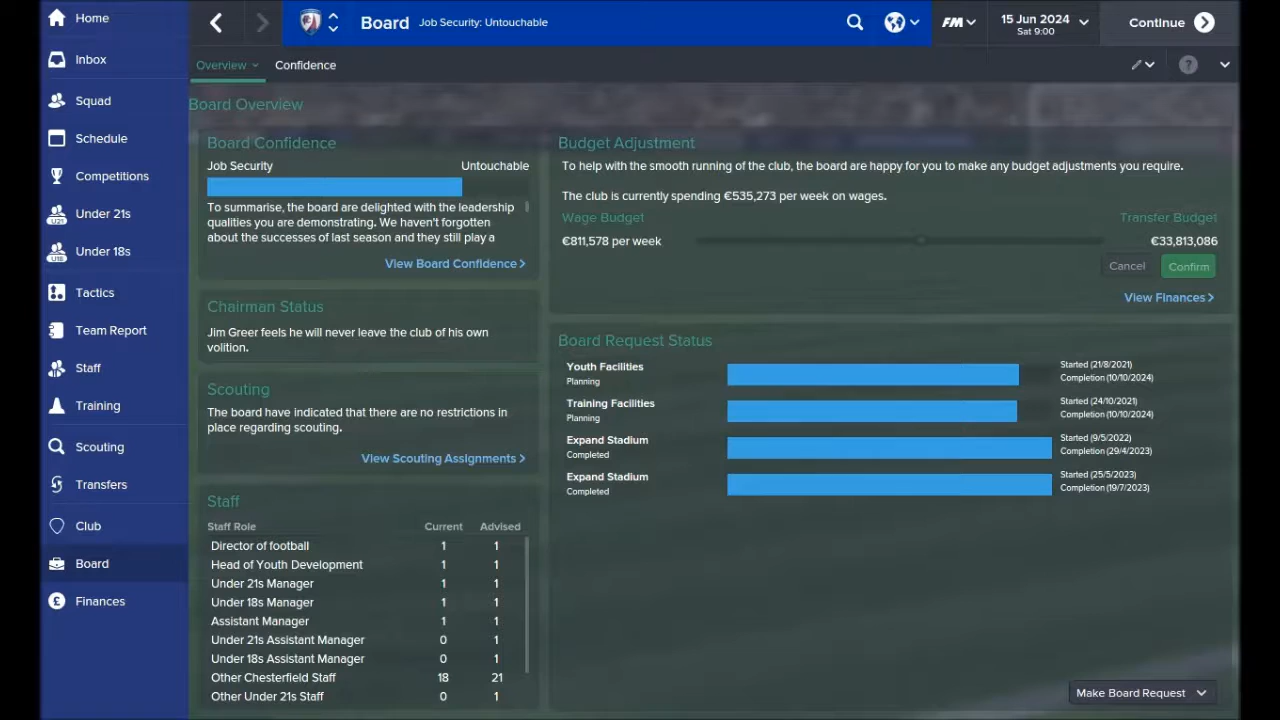 Home
Inbox
Squad
Schedule
Competitions
Under 21s
Under 18s
Tactics
Team Report
Staff
Training
Scouting
Transfers
Club
Board
Finances
Board
Job Security: Untouchable
FM
15 Jun 2024
Sat 9:00
Continue
Overview
Confidence
?
Board Overview
Board Confidence
Job Security Untouchable
To summarise, the board are delighted with the leadership
qualities you are demonstrating. We haven't forgotten
about the successes of last season and they still play a
View Board Confidence >
Chairman Status
Jim Greer feels he will never leave the club of his own
volition.
Scouting
The board have indicated that there are no restrictions in
place regarding scouting.
View Scouting Assignments >
Staff
Staff Role Current Advised
Director of football 1 1
Head of Youth Development 1 1
Under 21s Manager 1 1
Under 18s Manager 1 1
Assistant Manager 1 1
Under 21s Assistant Manager 0 1
Under 18s Assistant Manager 0 1
Other Chesterfield Staff 18 21
Other Under 21s Staff 0 1
Budget Adjustment
To help with the smooth running of the club, the board are happy for you to make any budget adjustments you require.
The club is currently spending €535,273 per week on wages.
Wage Budget Transfer Budget
€811,578 per week €33,813,086
Cancel Confirm
View Finances >
Board Request Status
Youth Facilities Started (21/8/2021)
Planning Completion (10/10/2024)
Training Facilities Started (24/10/2021)
Planning Completion (10/10/2024)
Expand Stadium Started (9/5/2022)
Completed Completion (29/4/2023)
Expand Stadium Started (25/5/2023)
Completed Completion (19/7/2023)
Make Board Request